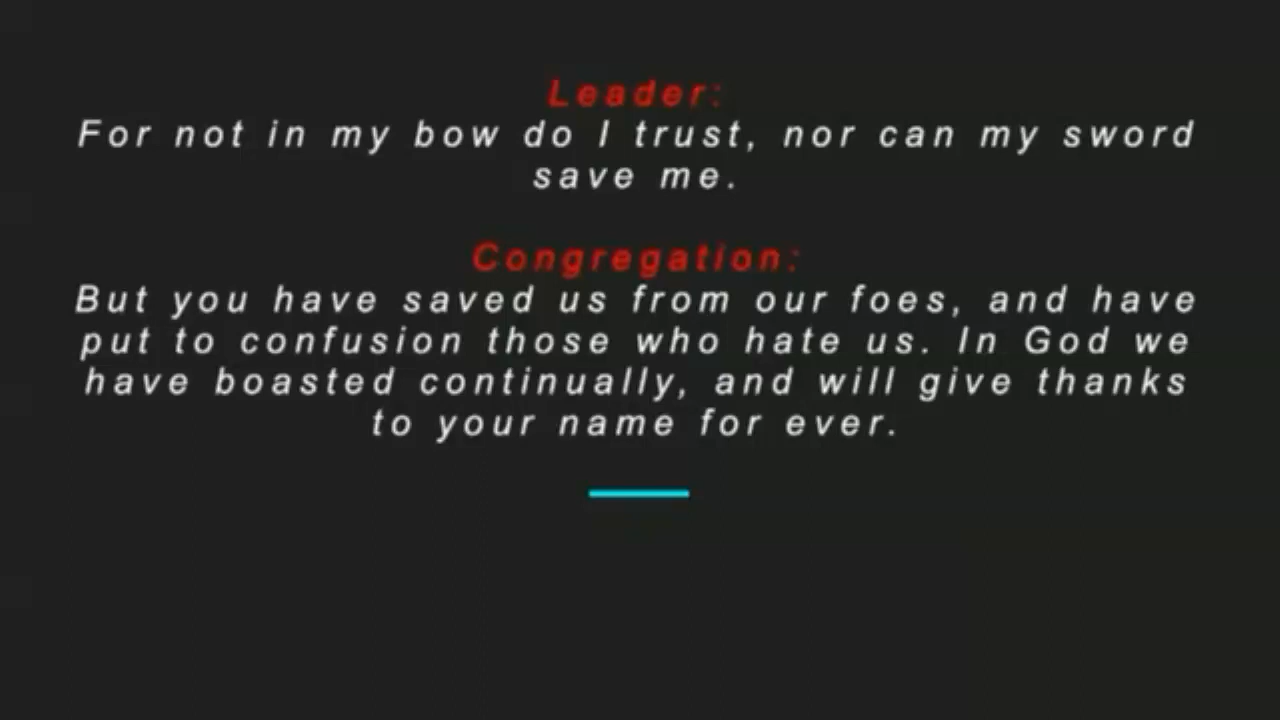 Leader:
For not in my bow do I trust, nor can my sword
save me.
Congregation:
But you have saved us from our foes, and have
put to confusion those who hate us. In God we
have boasted continually, and will give thanks
to your name for ever.